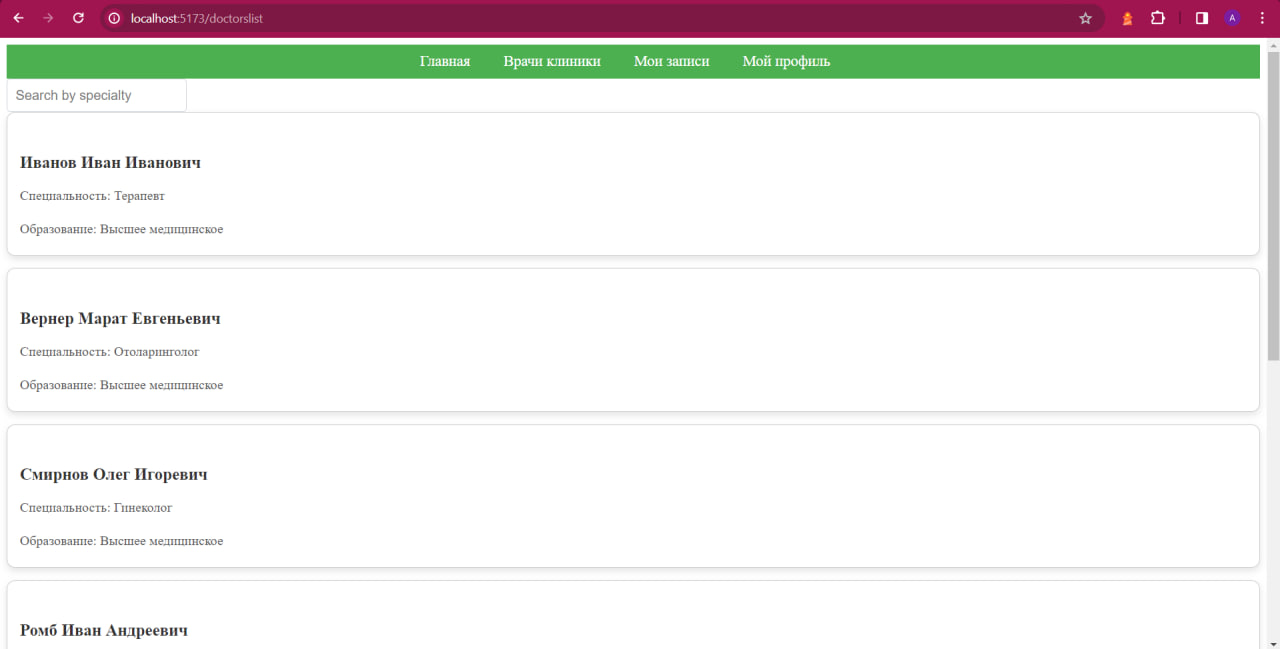 localhost:5173/doctorslist
A
Главная Врачи клиники Мои записи Мой профиль
Search by specialty
Иванов Иван Иванович
Специальность: Терапевт
Образование: Высшее медицинское
Вернер Марат Евгеньевич
Специальность: Отоларинголог
Образование: Высшее медицинское
Смирнов Олег Игоревич
Специальность: Гинеколог
Образование: Высшее медицинское
Ромб Иван Андреевич